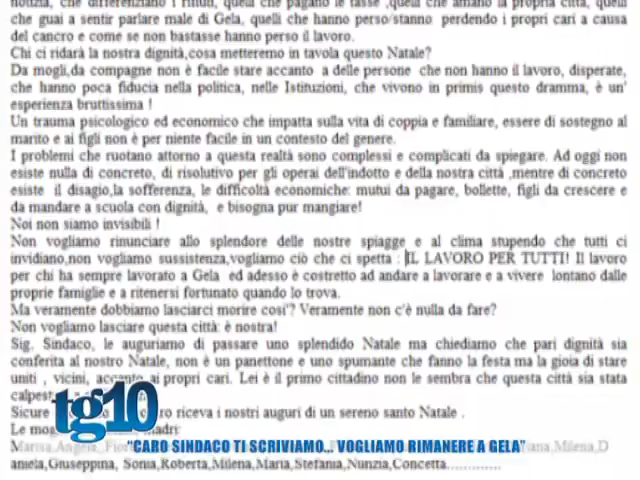 notizia, che differenziano i rifiuti, quelli che pagano le tasse ,quelli che amano la propria città, quelli
che guai a sentir parlare male di Gela, quelli che hanno perso/stanno perdendo i propri cari a causa
del cancro e come se non bastasse hanno perso il lavoro.
Chi ci ridarà la nostra dignità,cosa metteremo in tavola questo Natale?
Da mogli,da compagne non è facile stare accanto a delle persone che non hanno il lavoro, disperate,
che hanno poca fiducia nella politica, nelle Istituzioni, che vivono in primis questo dramma, è un'
esperienza bruttissima !
Un trauma psicologico ed economico che impatta sulla vita di coppia e familiare, essere di sostegno al
marito e ai figli non è per niente facile in un contesto del genere.
I problemi che ruotano attorno a questa realtà sono complessi e complicati da spiegare. Ad oggi non
esiste nulla di concreto, di risolutivo per gli operai dell'indotto e della nostra città ,mentre di concreto
esiste il disagio,la sofferenza, le difficoltà economiche: mutui da pagare, bollette, figli da crescere e
da mandare a scuola con dignità, e bisogna pur mangiare!
Noi non siamo invisibili !
Non vogliamo rinunciare allo splendore delle nostre spiagge e al clima stupendo che tutti ci
invidiano,non vogliamo sussistenza,vogliamo ciò che ci spetta : IL LAVORO PER TUTTI! Il lavoro
per chi ha sempre lavorato a Gela ed adesso è costretto ad andare a lavorare e a vivere lontano dalle
proprie famiglie e a ritenersi fortunato quando lo trova.
Ma veramente dobbiamo lasciarci morire cosi'? Veramente non c'è nulla da fare?
Non vogliamo lasciare questa città: è nostra!
Sig. Sindaco, le auguriamo di passare uno splendido Natale ma chiediamo che pari dignità sia
conferita al nostro Natale, non è un panettone e uno spumante che fanno la festa ma la gioia di stare
uniti , vicini, accanto ai propri cari. Lei è il primo cittadino non le sembra che questa città sia stata
calpest
Sicure riceva i nostri auguri di un sereno santo Natale .
Le mog madri:
tg10
Marisa,Angela, Milena,D
"CARO SINDACO TI SCRIVIAMO... VOGLIAMO RIMANERE A GELA"
aniela,Giuseppina, Sonia,Roberta,Milena,Maria,Stefania,Nunzia,Concetta.............